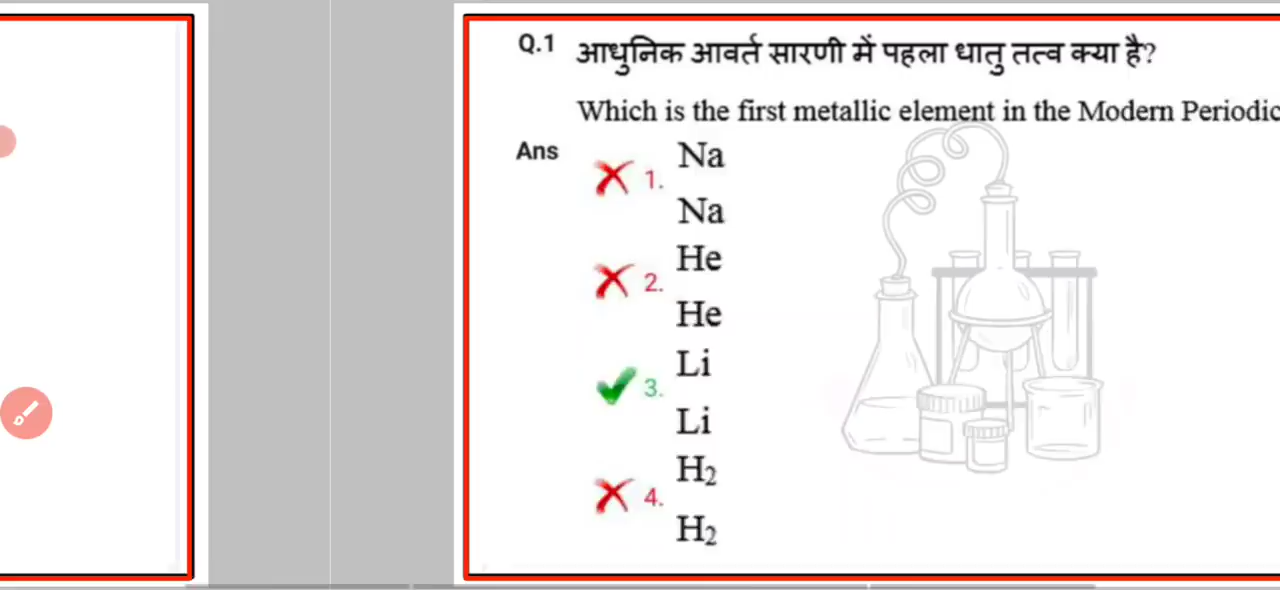 Q.1 आधुनिक आवर्त सारणी में पहला धातु तत्व क्या है?
Which is the first metallic element in the Modern Periodic
Ans
1. Na
Na
2. He
He
3. Li
Li
4. H₂
H₂